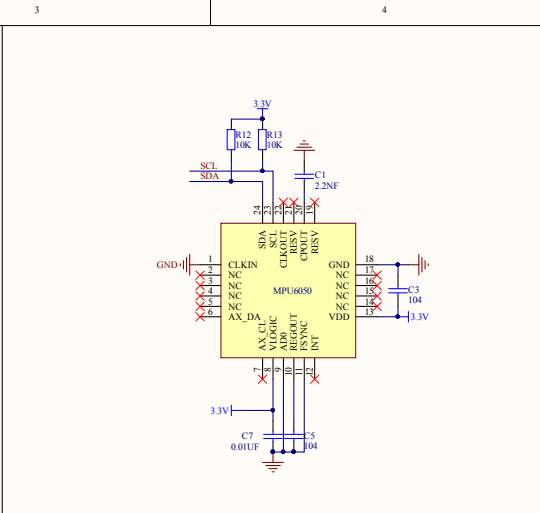 3 4
3.3V
R12 R13
10K 10K
SCL
SDA
C1
2.2NF
24 23 22 21 20 19
SDA SCL CLKOUT RESV CPOUT RESV
GND 1 CLKIN GND 18
2 NC NC 17
3 NC NC 16
4 NC NC 15
5 NC NC 14
6 AX_DA VDD 13
MPU6050
C3
104
3.3V
AX_CL VLOGIC AD0 REGOUT FSYNC INT
7 8 9 10 11 12
3.3V
C7 C5
0.01UF 104